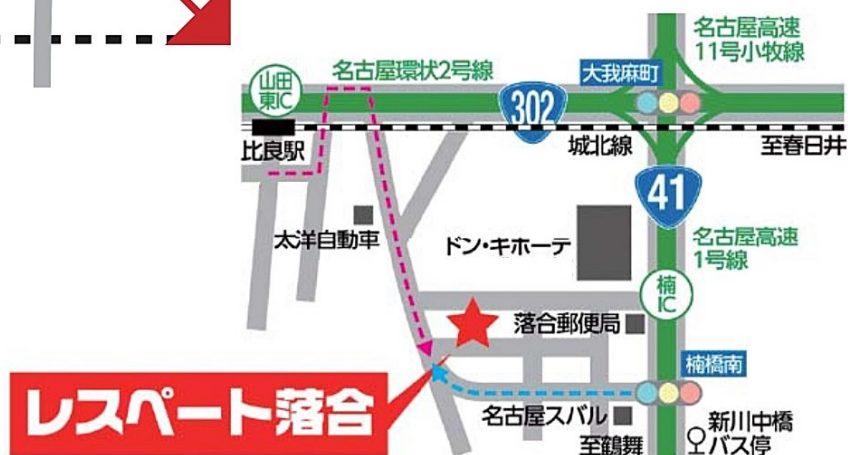 名古屋高速
11号小牧線
名古屋環状2号線
大我麻町
山田
東IC
302
比良駅
城北線
至春日井
41
太洋自動車
ドン・キホーテ
名古屋高速
1号線
楠
IC
落合郵便局
楠橋南
レスペート落合
名古屋スバル
新川中橋
バス停
至鶴舞